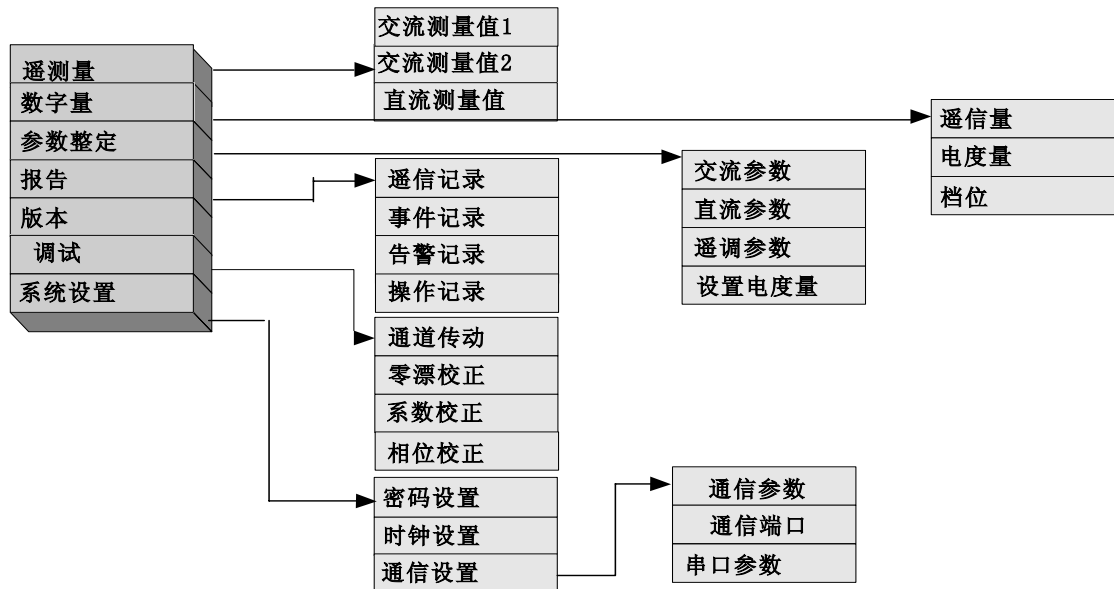 遥测量
数字量
参数整定
报告
版本
调试
系统设置
交流测量值1
交流测量值2
直流测量值
遥信量
电度量
档位
交流参数
直流参数
遥调参数
设置电度量
遥信记录
事件记录
告警记录
操作记录
通道传动
零漂校正
系数校正
相位校正
密码设置
时钟设置
通信设置
通信参数
通信端口
串口参数